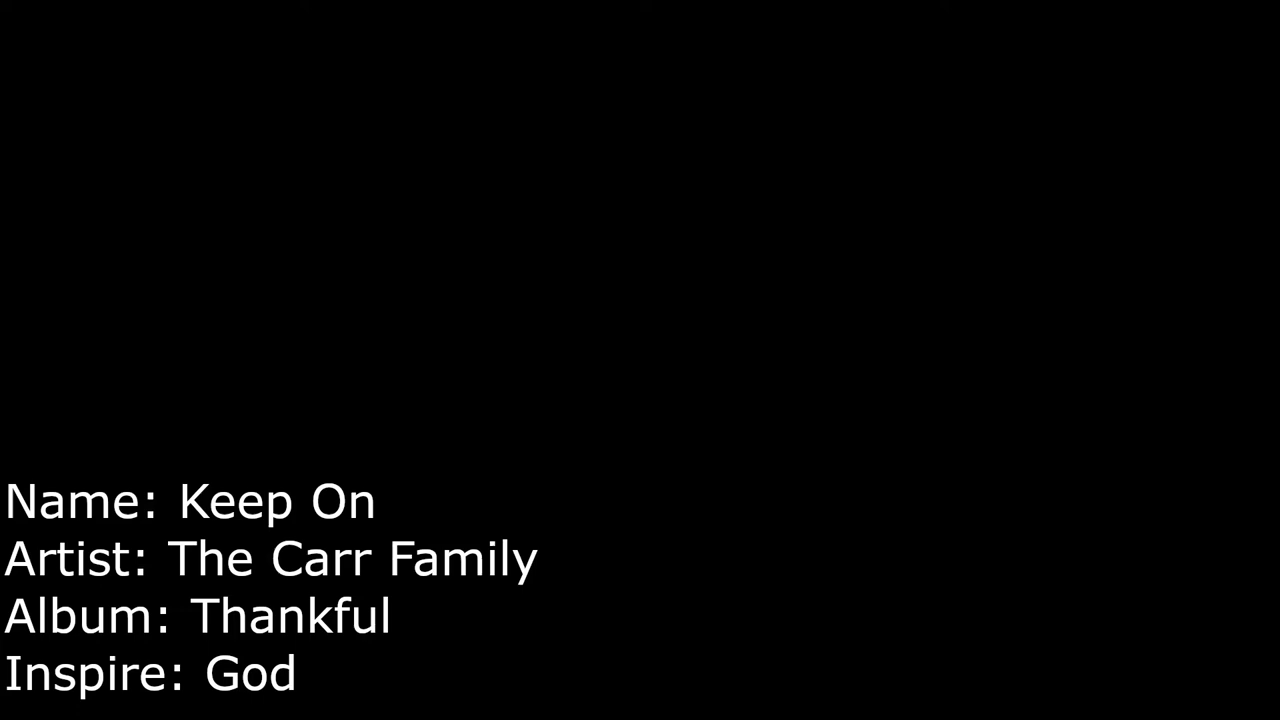 Name: Keep On
Artist: The Carr Family
Album: Thankful
Inspire: God